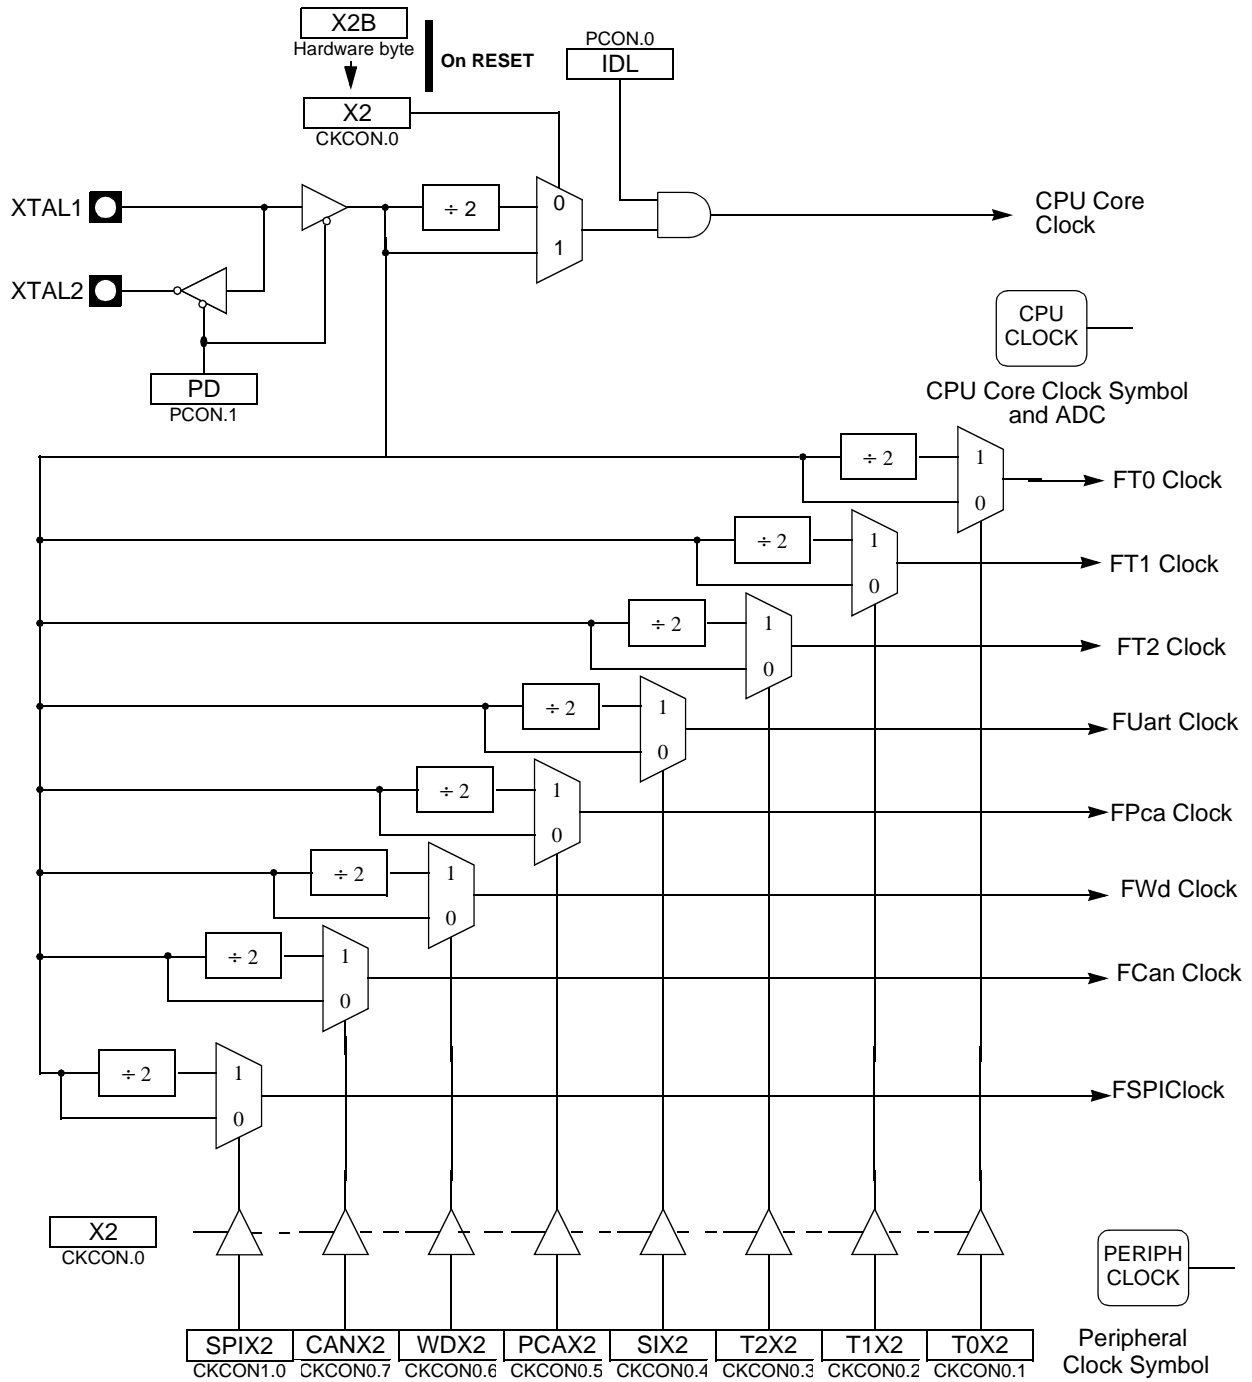 X2B
Hardware byte
On RESET
X2
CKCON.0
PCON.0
IDL
XTAL1
÷ 2
0
1
CPU Core
Clock
XTAL2
PD
PCON.1
CPU
CLOCK
CPU Core Clock Symbol
and ADC
÷ 2
1
0
FT0 Clock
÷ 2
1
0
FT1 Clock
÷ 2
1
0
FT2 Clock
÷ 2
1
0
FUart Clock
÷ 2
1
0
FPca Clock
÷ 2
1
0
FWd Clock
÷ 2
1
0
FCan Clock
÷ 2
1
0
FSPIClock
X2
CKCON.0
PERIPH
CLOCK
Peripheral
Clock Symbol
SPIX2
CKCON1.0
CANX2
CKCON0.7
WDX2
CKCON0.6
PCAX2
CKCON0.5
SIX2
CKCON0.4
T2X2
CKCON0.3
T1X2
CKCON0.2
T0X2
CKCON0.1